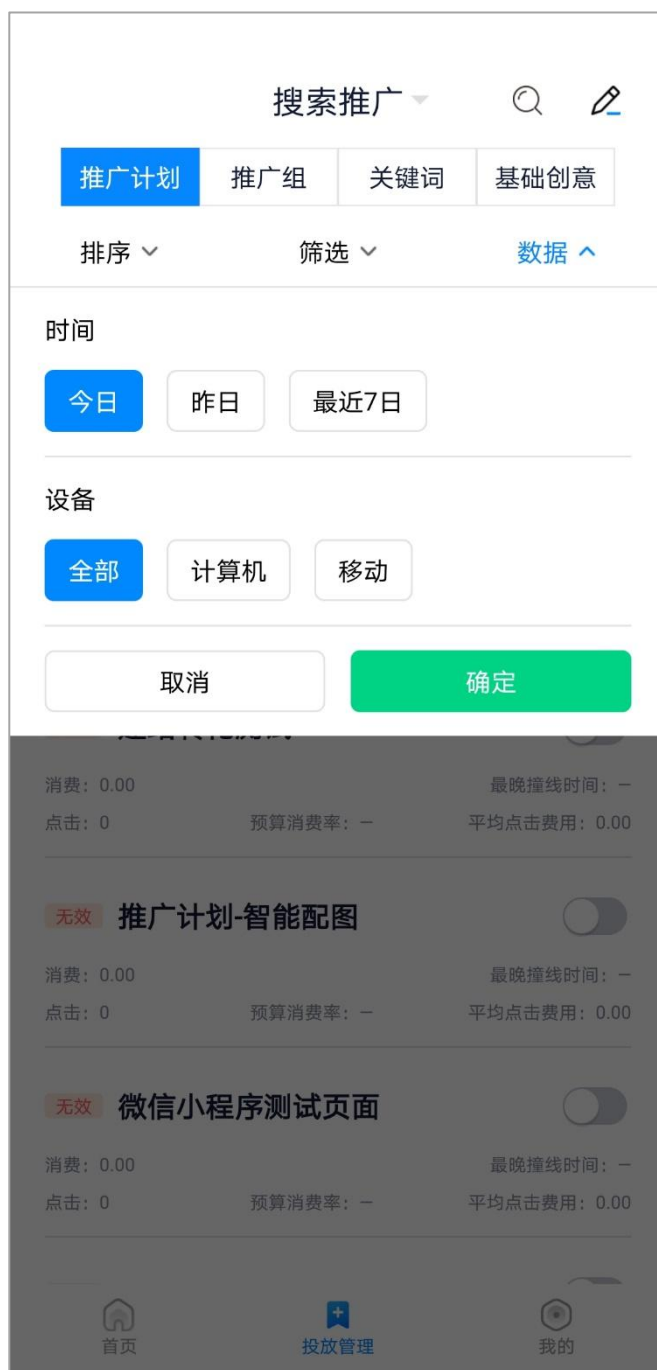 搜索推广
推广计划 推广组 关键词 基础创意
排序 筛选 数据
时间
今日 昨日 最近7日
设备
全部 计算机 移动
取消 确定
消费：0.00 最晚撞线时间：—
点击：0 预算消费率：— 平均点击费用：0.00
无效 推广计划-智能配图
消费：0.00 最晚撞线时间：—
点击：0 预算消费率：— 平均点击费用：0.00
无效 微信小程序测试页面
消费：0.00 最晚撞线时间：—
点击：0 预算消费率：— 平均点击费用：0.00
首页 投放管理 我的